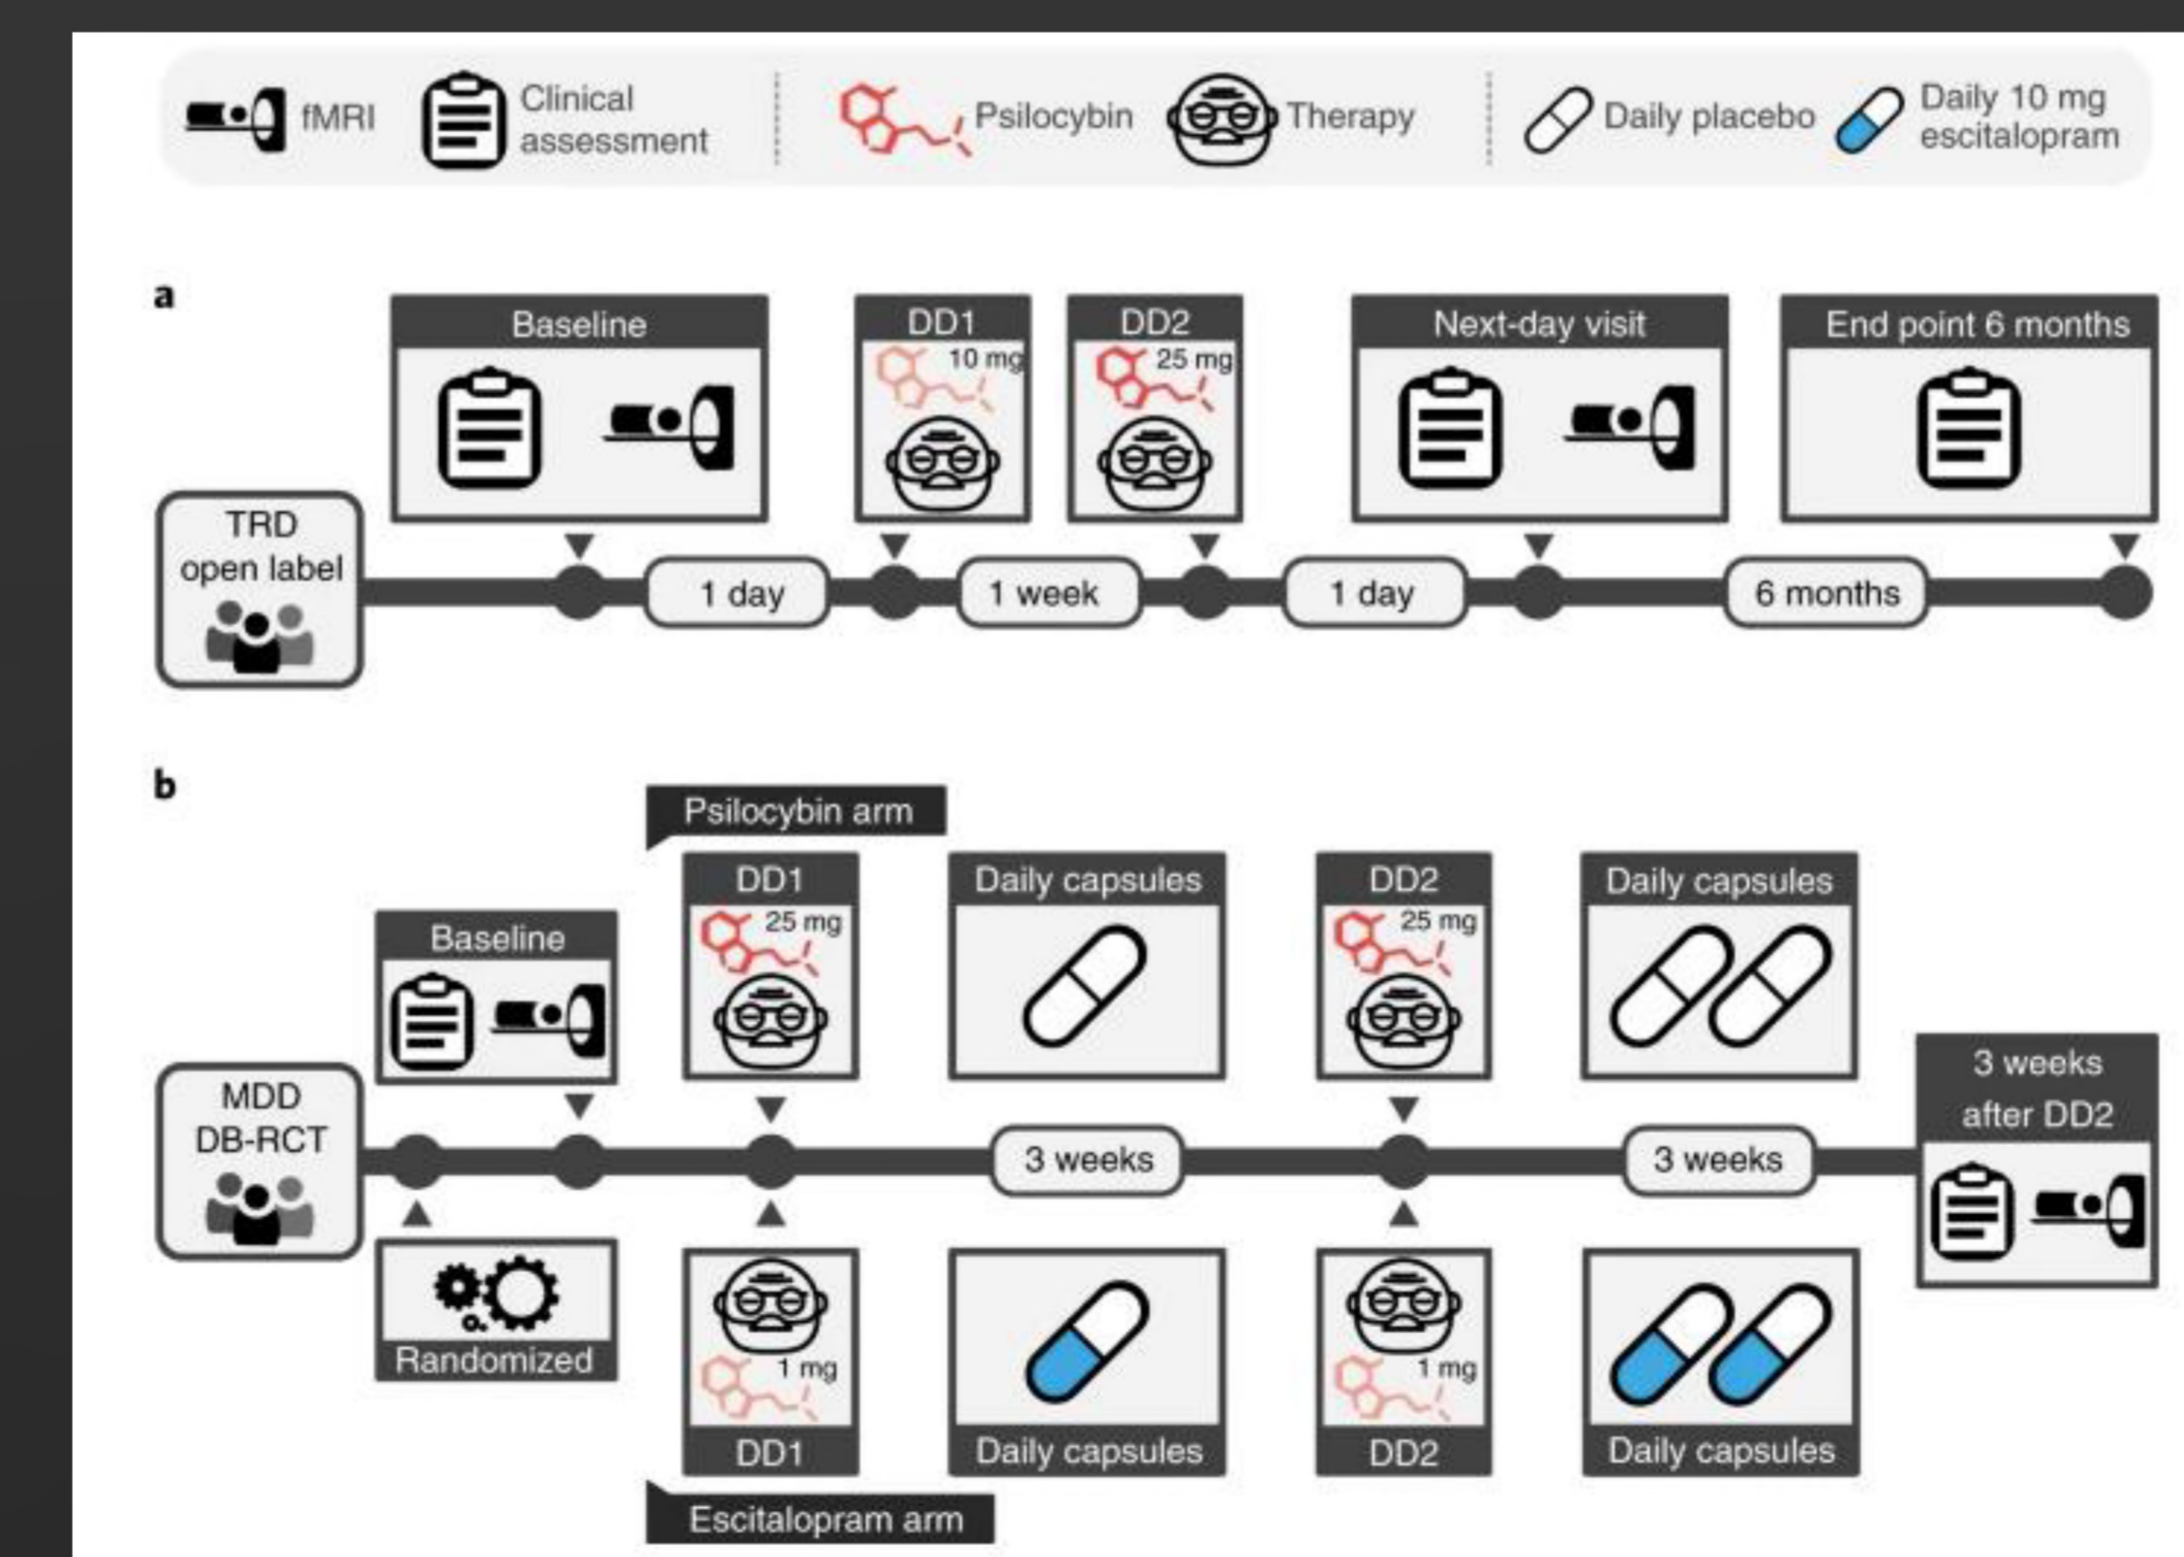 fMRI
Clinical
assessment
Psilocybin
Therapy
Daily placebo
Daily 10 mg
escitalopram
a
Baseline
DD1
10 mg
DD2
25 mg
Next-day visit
End point 6 months
TRD
open label
1 day
1 week
1 day
6 months
b
Psilocybin arm
Baseline
DD1
25 mg
Daily capsules
DD2
25 mg
Daily capsules
MDD
DB-RCT
3 weeks
3 weeks
3 weeks
after DD2
Randomized
1 mg
DD1
Daily capsules
1 mg
DD2
Daily capsules
Escitalopram arm